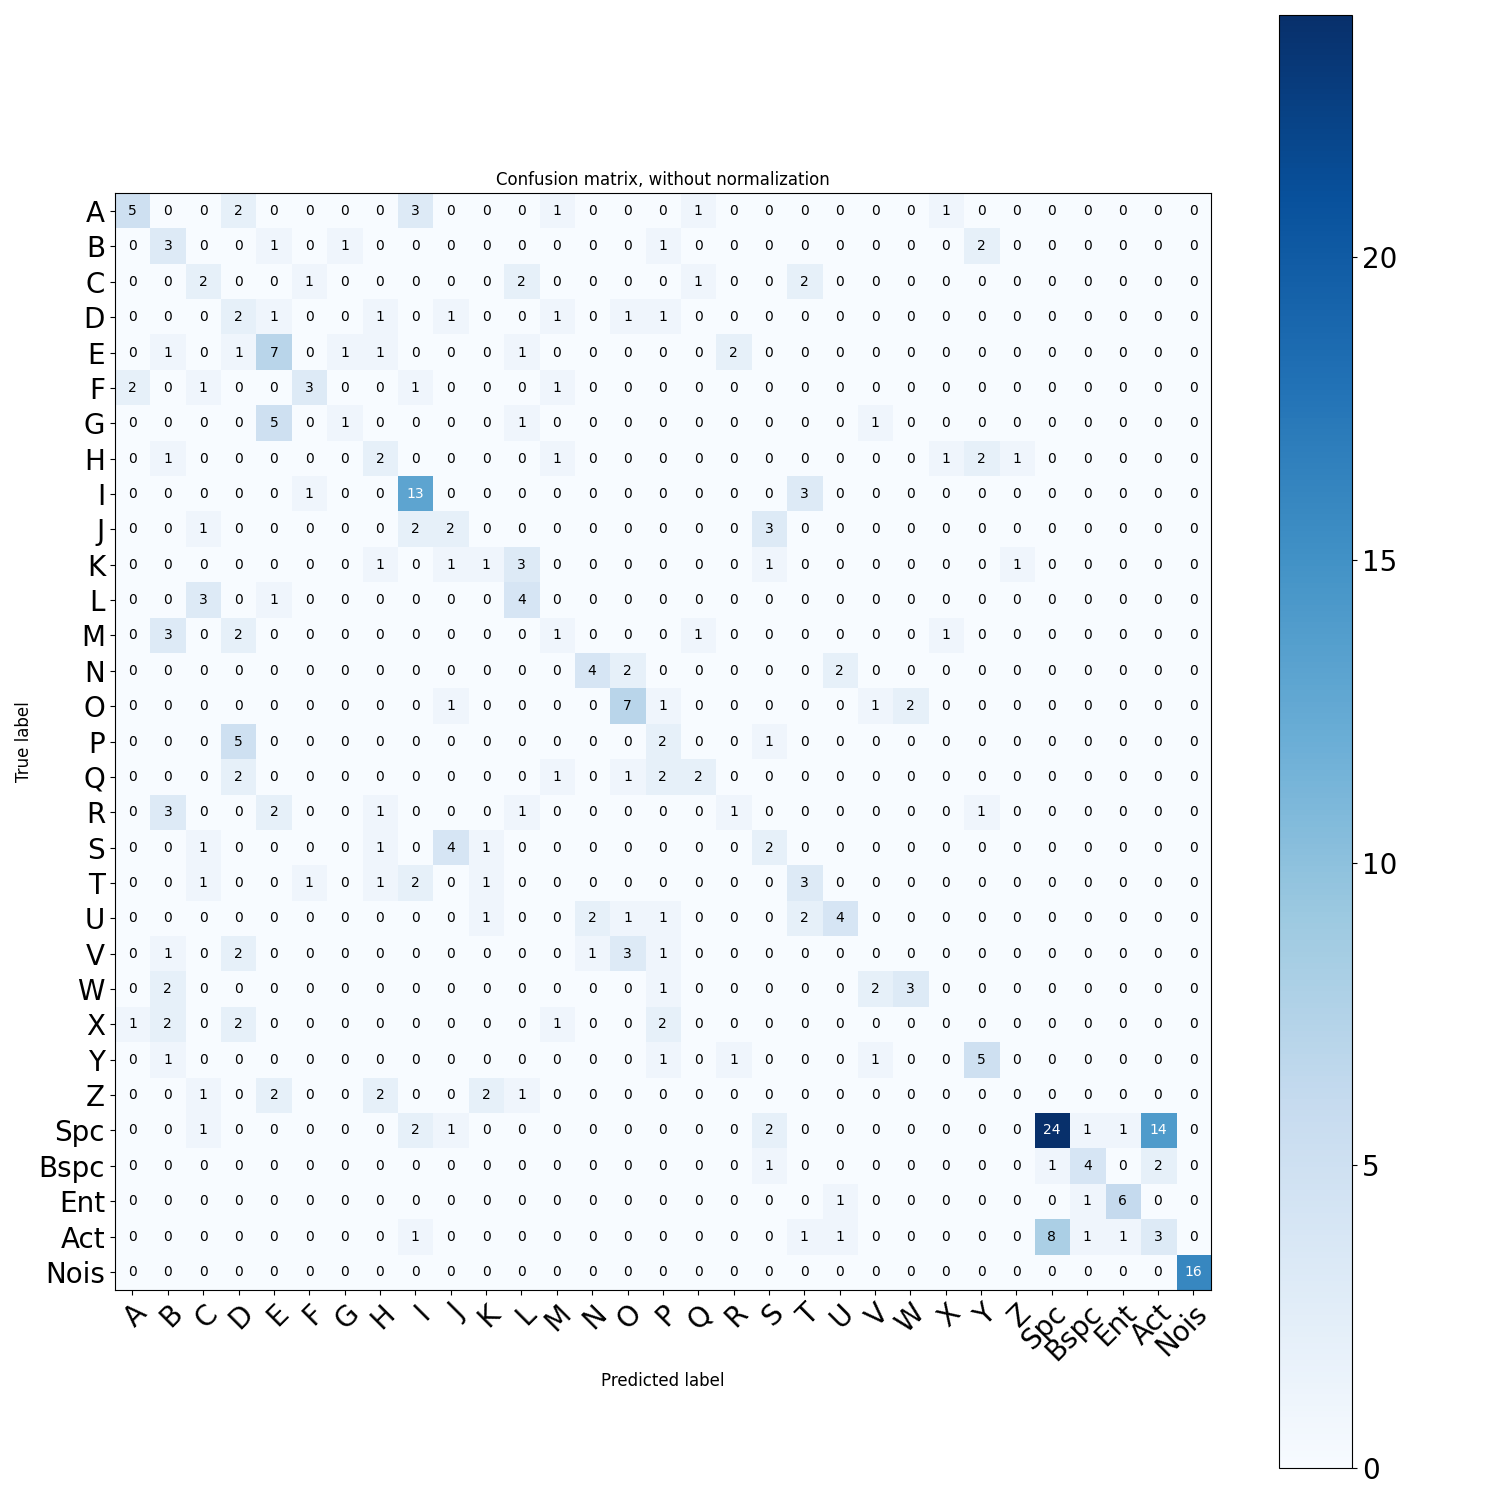 Confusion matrix, without normalization
A 5 0 0 2 0 0 0 0 3 0 0 0 1 0 0 0 1 0 0 0 0 0 0 1 0 0 0 0 0 0 0
B 0 3 0 0 1 0 1 0 0 0 0 0 0 0 0 1 0 0 0 0 0 0 0 0 2 0 0 0 0 0 0
C 0 0 2 0 0 1 0 0 0 0 0 2 0 0 0 0 1 0 0 2 0 0 0 0 0 0 0 0 0 0 0
D 0 0 0 2 1 0 0 1 0 1 0 0 1 0 1 1 0 0 0 0 0 0 0 0 0 0 0 0 0 0 0
E 0 1 0 1 7 0 1 1 0 0 0 1 0 0 0 0 0 2 0 0 0 0 0 0 0 0 0 0 0 0 0
F 2 0 1 0 0 3 0 0 1 0 0 0 1 0 0 0 0 0 0 0 0 0 0 0 0 0 0 0 0 0 0
G 0 0 0 0 5 0 1 0 0 0 0 1 0 0 0 0 0 0 0 0 0 1 0 0 0 0 0 0 0 0 0
H 0 1 0 0 0 0 0 2 0 0 0 0 1 0 0 0 0 0 0 0 0 0 0 1 2 1 0 0 0 0 0
I 0 0 0 0 0 1 0 0 13 0 0 0 0 0 0 0 0 0 0 3 0 0 0 0 0 0 0 0 0 0 0
J 0 0 1 0 0 0 0 0 2 2 0 0 0 0 0 0 0 0 3 0 0 0 0 0 0 0 0 0 0 0 0
K 0 0 0 0 0 0 0 1 0 1 1 3 0 0 0 0 0 0 1 0 0 0 0 0 0 1 0 0 0 0 0
L 0 0 3 0 1 0 0 0 0 0 0 4 0 0 0 0 0 0 0 0 0 0 0 0 0 0 0 0 0 0 0
M 0 3 0 2 0 0 0 0 0 0 0 0 1 0 0 0 1 0 0 0 0 0 0 1 0 0 0 0 0 0 0
N 0 0 0 0 0 0 0 0 0 0 0 0 0 4 2 0 0 0 0 0 2 0 0 0 0 0 0 0 0 0 0
O 0 0 0 0 0 0 0 0 0 1 0 0 0 0 7 1 0 0 0 0 0 1 2 0 0 0 0 0 0 0 0
P 0 0 0 5 0 0 0 0 0 0 0 0 0 0 0 2 0 0 1 0 0 0 0 0 0 0 0 0 0 0 0
Q 0 0 0 2 0 0 0 0 0 0 0 0 1 0 1 2 2 0 0 0 0 0 0 0 0 0 0 0 0 0 0
R 0 3 0 0 2 0 0 1 0 0 0 1 0 0 0 0 0 1 0 0 0 0 0 0 1 0 0 0 0 0 0
S 0 0 1 0 0 0 0 1 0 4 1 0 0 0 0 0 0 0 2 0 0 0 0 0 0 0 0 0 0 0 0
T 0 0 1 0 0 1 0 1 2 0 1 0 0 0 0 0 0 0 0 3 0 0 0 0 0 0 0 0 0 0 0
U 0 0 0 0 0 0 0 0 0 0 1 0 0 2 1 1 0 0 0 2 4 0 0 0 0 0 0 0 0 0 0
V 0 1 0 2 0 0 0 0 0 0 0 0 0 1 3 1 0 0 0 0 0 0 0 0 0 0 0 0 0 0 0
W 0 2 0 0 0 0 0 0 0 0 0 0 0 0 0 1 0 0 0 0 0 2 3 0 0 0 0 0 0 0 0
X 1 2 0 2 0 0 0 0 0 0 0 0 1 0 0 2 0 0 0 0 0 0 0 0 0 0 0 0 0 0 0
Y 0 1 0 0 0 0 0 0 0 0 0 0 0 0 0 1 0 1 0 0 0 1 0 0 5 0 0 0 0 0 0
Z 0 0 1 0 2 0 0 2 0 0 2 1 0 0 0 0 0 0 0 0 0 0 0 0 0 0 0 0 0 0 0
Spc 0 0 1 0 0 0 0 0 2 1 0 0 0 0 0 0 0 0 2 0 0 0 0 0 0 0 24 1 1 14 0
Bspc 0 0 0 0 0 0 0 0 0 0 0 0 0 0 0 0 0 0 1 0 0 0 0 0 0 0 1 4 0 2 0
Ent 0 0 0 0 0 0 0 0 0 0 0 0 0 0 0 0 0 0 0 0 1 0 0 0 0 0 0 1 6 0 0
Act 0 0 0 0 0 0 0 0 1 0 0 0 0 0 0 0 0 0 0 1 1 0 0 0 0 0 8 1 1 3 0
Nois 0 0 0 0 0 0 0 0 0 0 0 0 0 0 0 0 0 0 0 0 0 0 0 0 0 0 0 0 0 0 16
A B C D E F G H I J K L M N O P Q R S T U V W X Y Z Spc Bspc Ent Act Nois
Predicted label
True label
20
15
10
5
0